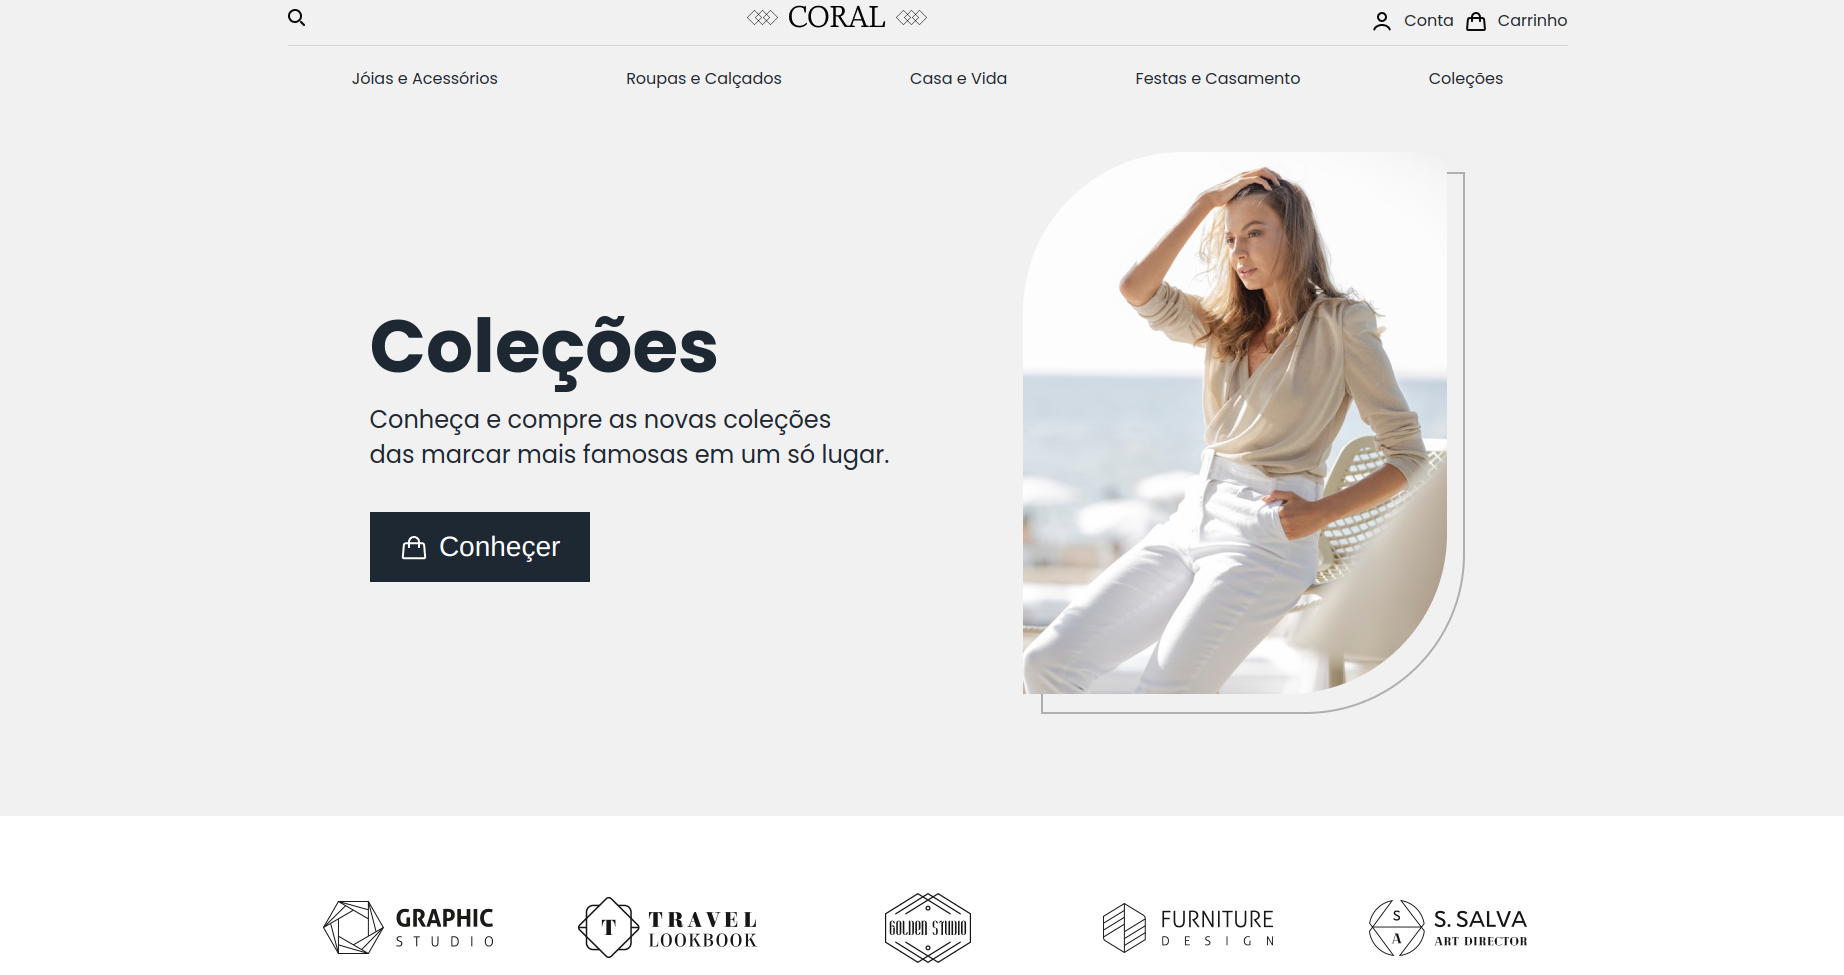 CORAL
Conta Carrinho
Jóias e Acessórios Roupas e Calçados Casa e Vida Festas e Casamento Coleções
Coleções
Conheça e compre as novas coleções
das marcar mais famosas em um só lugar.
Conheçer
GRAPHIC
STUDIO
T
TRAVEL
LOOKBOOK
GOLDEN STUDIO
FURNITURE
DESIGN
S
A
S. SALVA
ART DIRECTOR